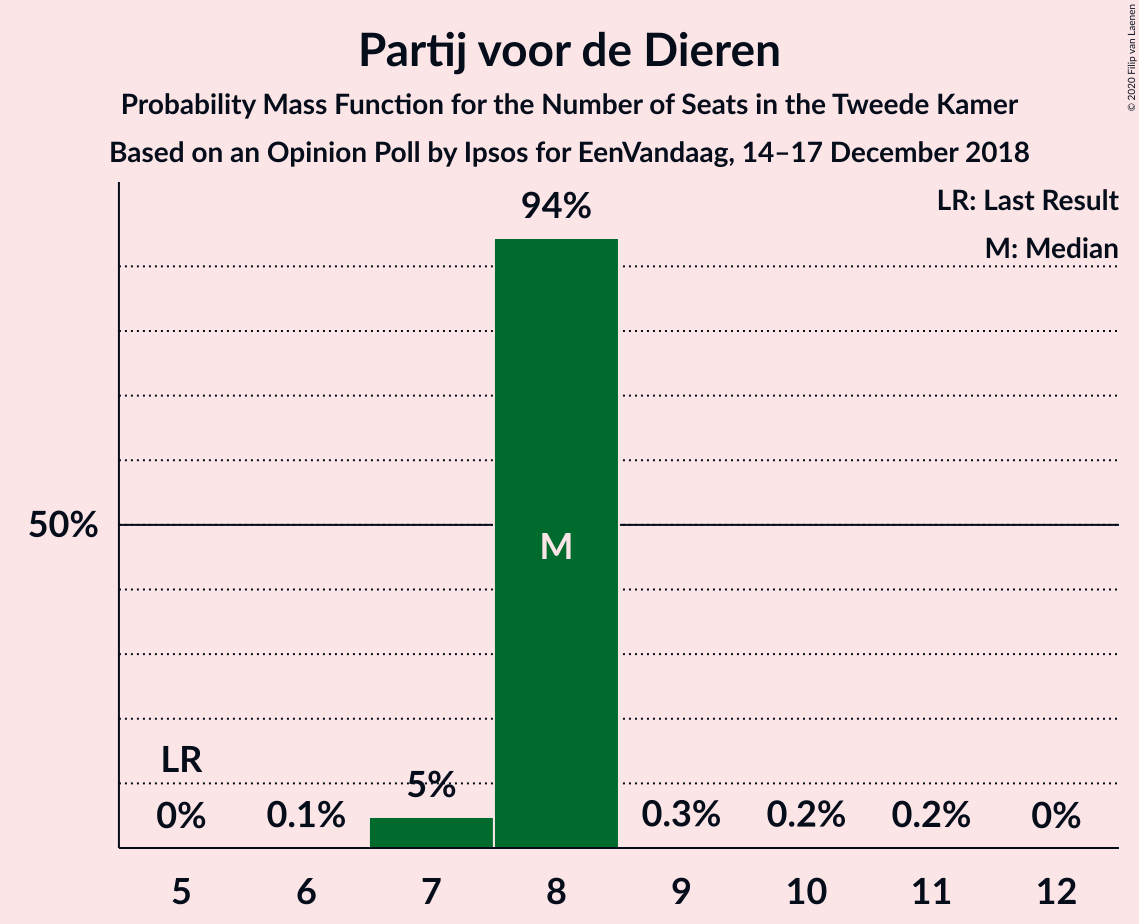 Partij voor de Dieren
Probability Mass Function for the Number of Seats in the Tweede Kamer
Based on an Opinion Poll by Ipsos for EenVandaag, 14–17 December 2018
© 2020 Filip van Laenen
LR: Last Result
M: Median
94%
50%
M
LR
0%
0.1%
5%
0.3%
0.2%
0.2%
0%
5
6
7
8
9
10
11
12